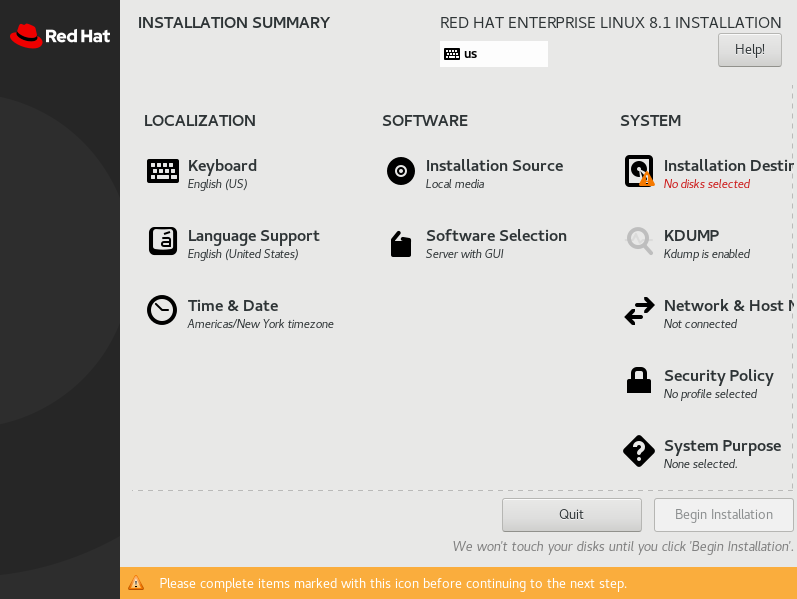 Red Hat
INSTALLATION SUMMARY
RED HAT ENTERPRISE LINUX 8.1 INSTALLATION
us
Help!
LOCALIZATION
Keyboard
English (US)
Language Support
English (United States)
Time & Date
Americas/New York timezone
SOFTWARE
Installation Source
Local media
Software Selection
Server with GUI
SYSTEM
Installation Destin
No disks selected
KDUMP
Kdump is enabled
Network & Host N
Not connected
Security Policy
No profile selected
System Purpose
None selected.
Quit
Begin Installation
We won't touch your disks until you click 'Begin Installation'.
Please complete items marked with this icon before continuing to the next step.